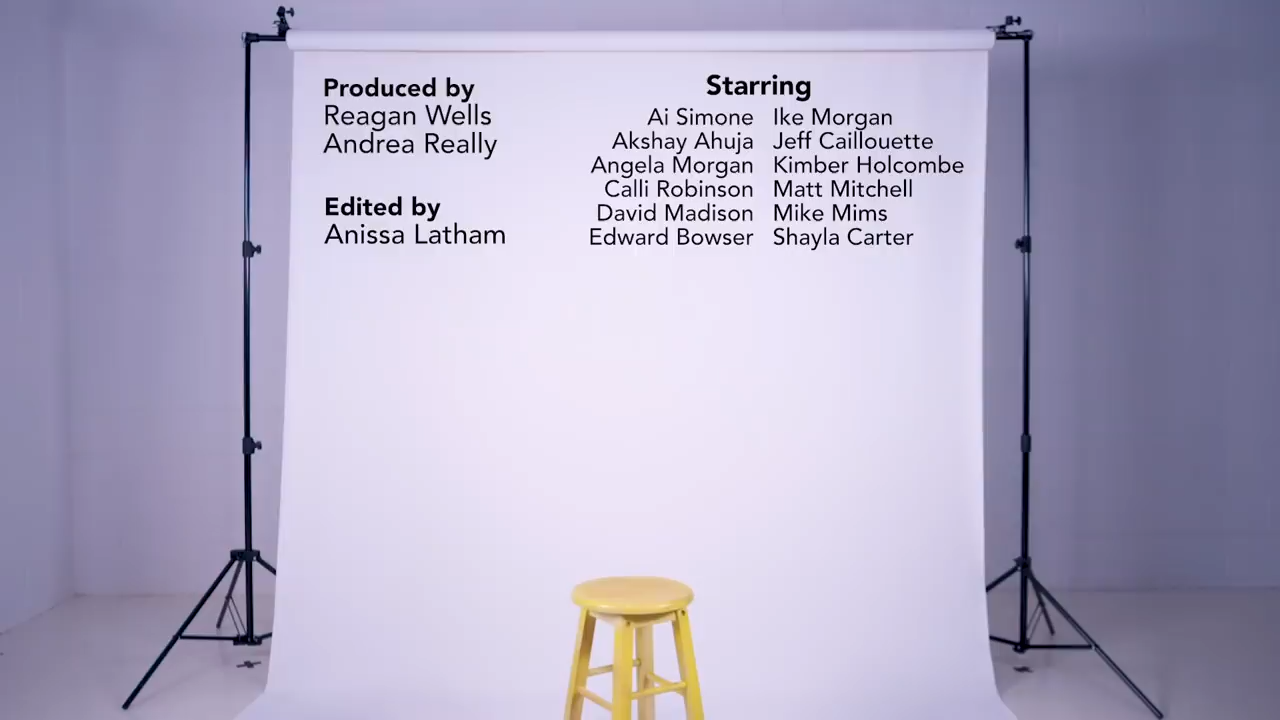 Produced by
Reagan Wells
Andrea Really
Edited by
Anissa Latham
Starring
Ai Simone Ike Morgan
Akshay Ahuja Jeff Caillouette
Angela Morgan Kimber Holcombe
Calli Robinson Matt Mitchell
David Madison Mike Mims
Edward Bowser Shayla Carter